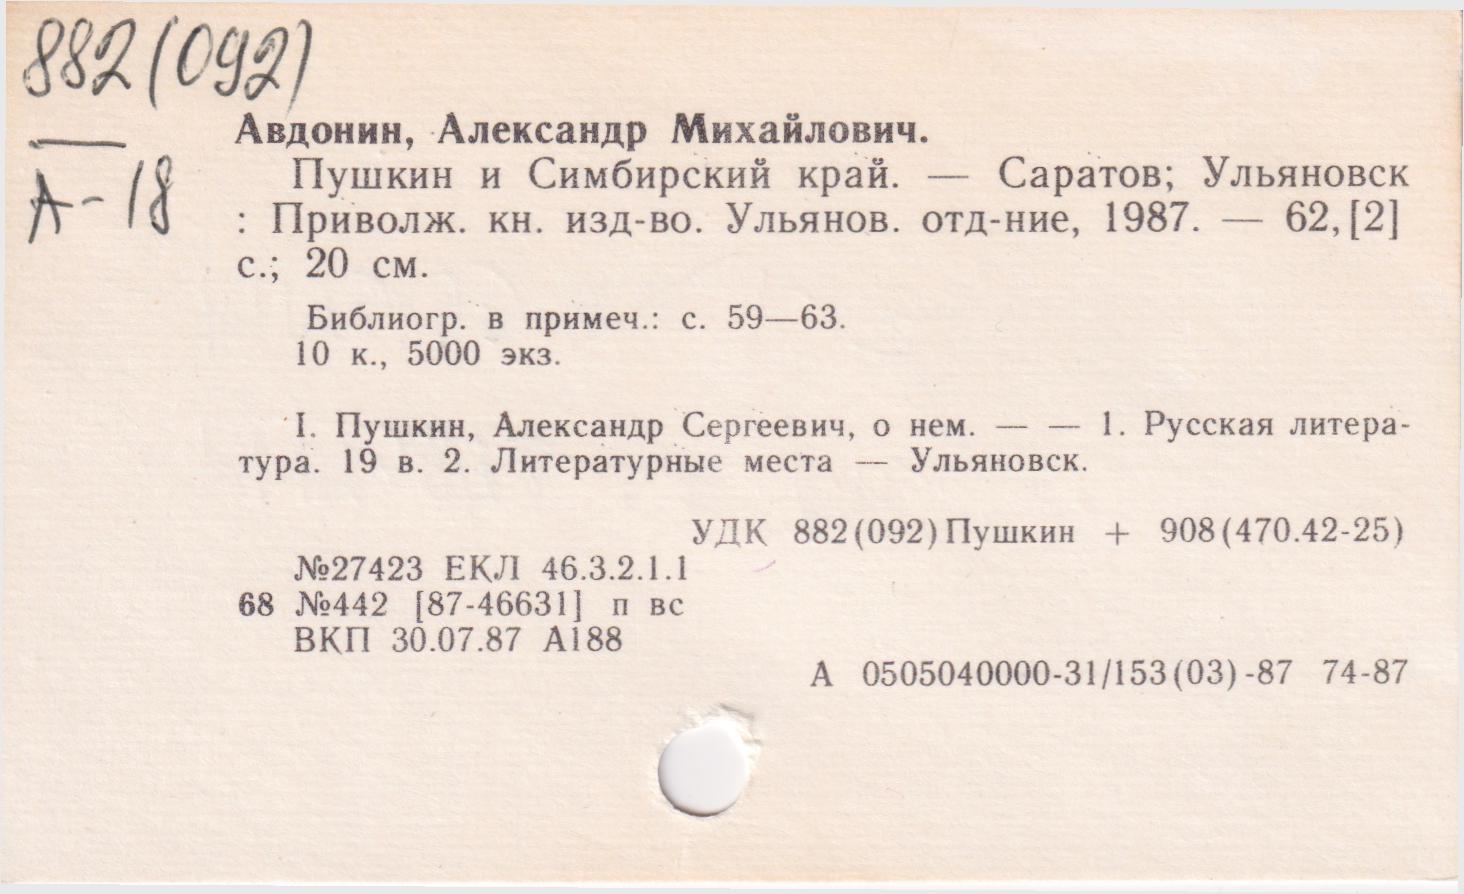 882(092)
А-18
Авдонин, Александр Михайлович.
Пушкин и Симбирский край. — Саратов; Ульяновск
: Приволж. кн. изд-во. Ульянов. отд-ние, 1987. — 62,[2]
с.; 20 см.
Библиогр. в примеч.: с. 59—63.
10 к., 5000 экз.
I. Пушкин, Александр Сергеевич, о нем. — — 1. Русская литера-
тура. 19 в. 2. Литературные места — Ульяновск.
УДК 882(092)Пушкин + 908(470.42-25)
№27423 ЕКЛ 46.3.2.1.1
68 №442 [87-46631] п вс
ВКП 30.07.87 А188
А 0505040000-31/153(03)-87 74-87